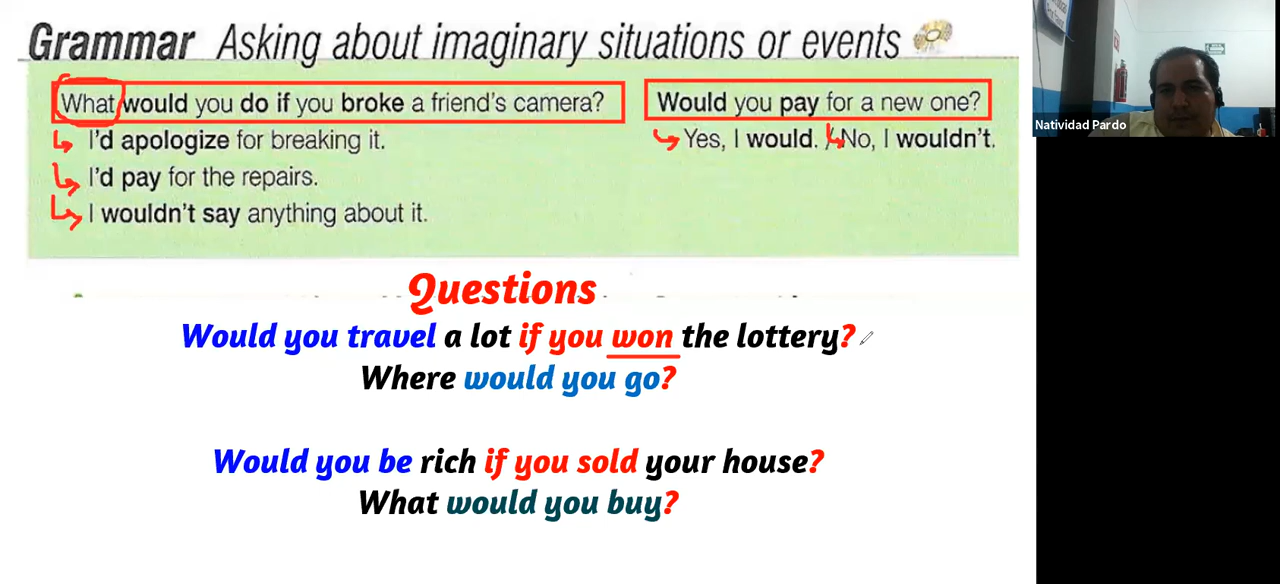 Grammar Asking about imaginary situations or events
What would you do if you broke a friend's camera?
I'd apologize for breaking it.
I'd pay for the repairs.
I wouldn't say anything about it.
Would you pay for a new one?
Yes, I would. / No, I wouldn't.
Questions
Would you travel a lot if you won the lottery?
Where would you go?
Would you be rich if you sold your house?
What would you buy?
Natividad Pardo